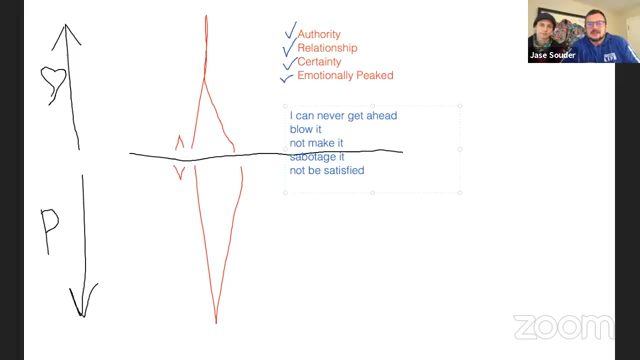 Authority
Relationship
Certainty
Emotionally Peaked
I can never get ahead
blow it
not make it
sabotage it
not be satisfied
P
Jase Souder
zoom